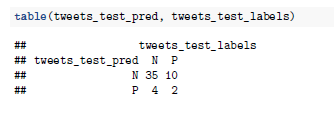 table(tweets_test_pred, tweets_test_labels)
##                 tweets_test_labels
## tweets_test_pred  N  P
##                N 35 10
##                P  4  2